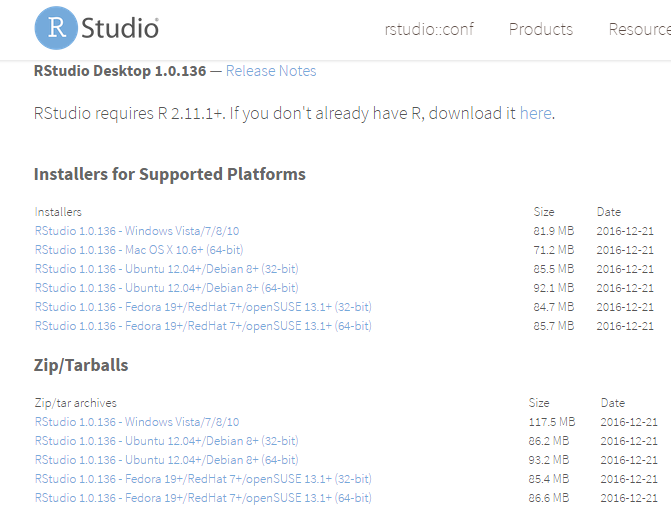 R Studio®
rstudio::conf Products Resource
RStudio Desktop 1.0.136 — Release Notes
RStudio requires R 2.11.1+. If you don't already have R, download it here.
Installers for Supported Platforms
Installers Size Date
RStudio 1.0.136 - Windows Vista/7/8/10 81.9 MB 2016-12-21
RStudio 1.0.136 - Mac OS X 10.6+ (64-bit) 71.2 MB 2016-12-21
RStudio 1.0.136 - Ubuntu 12.04+/Debian 8+ (32-bit) 85.5 MB 2016-12-21
RStudio 1.0.136 - Ubuntu 12.04+/Debian 8+ (64-bit) 92.1 MB 2016-12-21
RStudio 1.0.136 - Fedora 19+/RedHat 7+/openSUSE 13.1+ (32-bit) 84.7 MB 2016-12-21
RStudio 1.0.136 - Fedora 19+/RedHat 7+/openSUSE 13.1+ (64-bit) 85.7 MB 2016-12-21
Zip/Tarballs
Zip/tar archives Size Date
RStudio 1.0.136 - Windows Vista/7/8/10 117.5 MB 2016-12-21
RStudio 1.0.136 - Ubuntu 12.04+/Debian 8+ (32-bit) 86.2 MB 2016-12-21
RStudio 1.0.136 - Ubuntu 12.04+/Debian 8+ (64-bit) 93.2 MB 2016-12-21
RStudio 1.0.136 - Fedora 19+/RedHat 7+/openSUSE 13.1+ (32-bit) 85.4 MB 2016-12-21
RStudio 1.0.136 - Fedora 19+/RedHat 7+/openSUSE 13.1+ (64-bit) 86.6 MB 2016-12-21